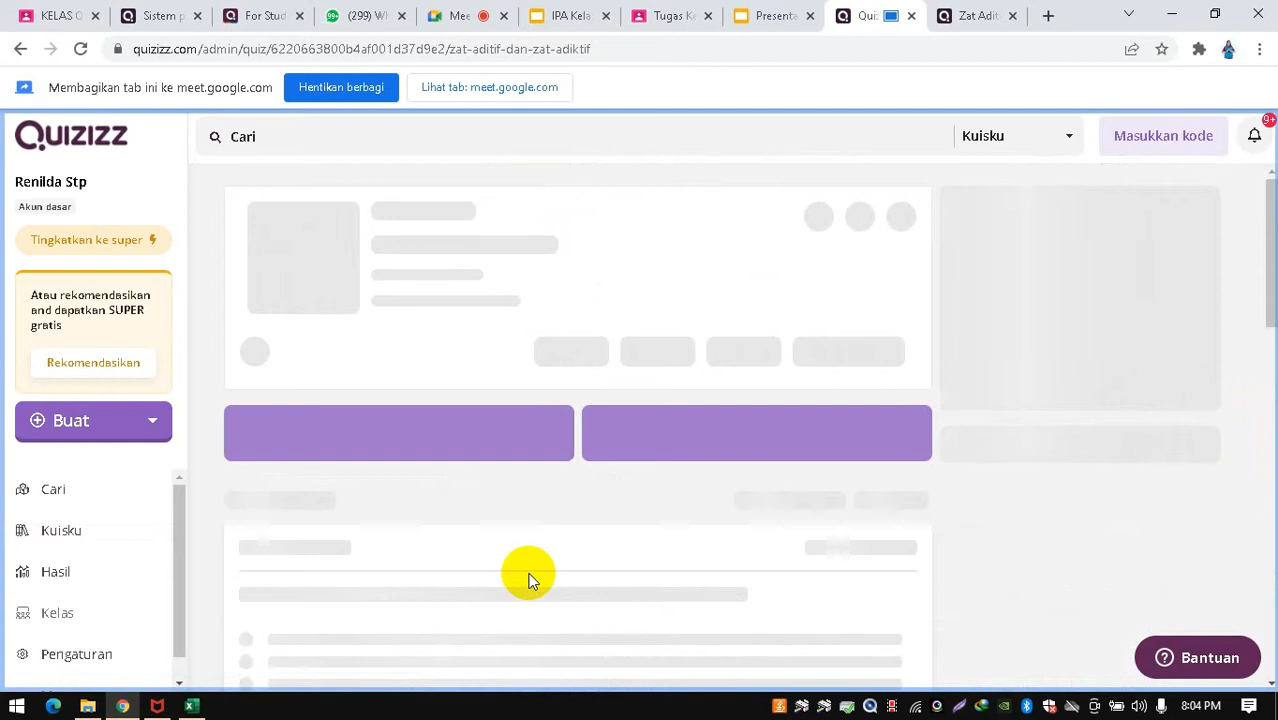 KELAS Q
Sistem p
For Stud
(299) Wh
Mee
IPA Kela
Tugas Ke
Presenta
Quiz
Zat Adit
quizizz.com/admin/quiz/6220663800b4af001d37d9e2/zat-aditif-dan-zat-adiktif
Membagikan tab ini ke meet.google.com
Hentikan berbagi
Lihat tab: meet.google.com
QUIZIZZ
Cari
Kuisku
Masukkan kode
9+
Renilda Stp
Akun dasar
Tingkatkan ke super
Atau rekomendasikan
and dapatkan SUPER
gratis
Rekomendasikan
Buat
Cari
Kuisku
Hasil
Kelas
Pengaturan
Bantuan
8:04 PM